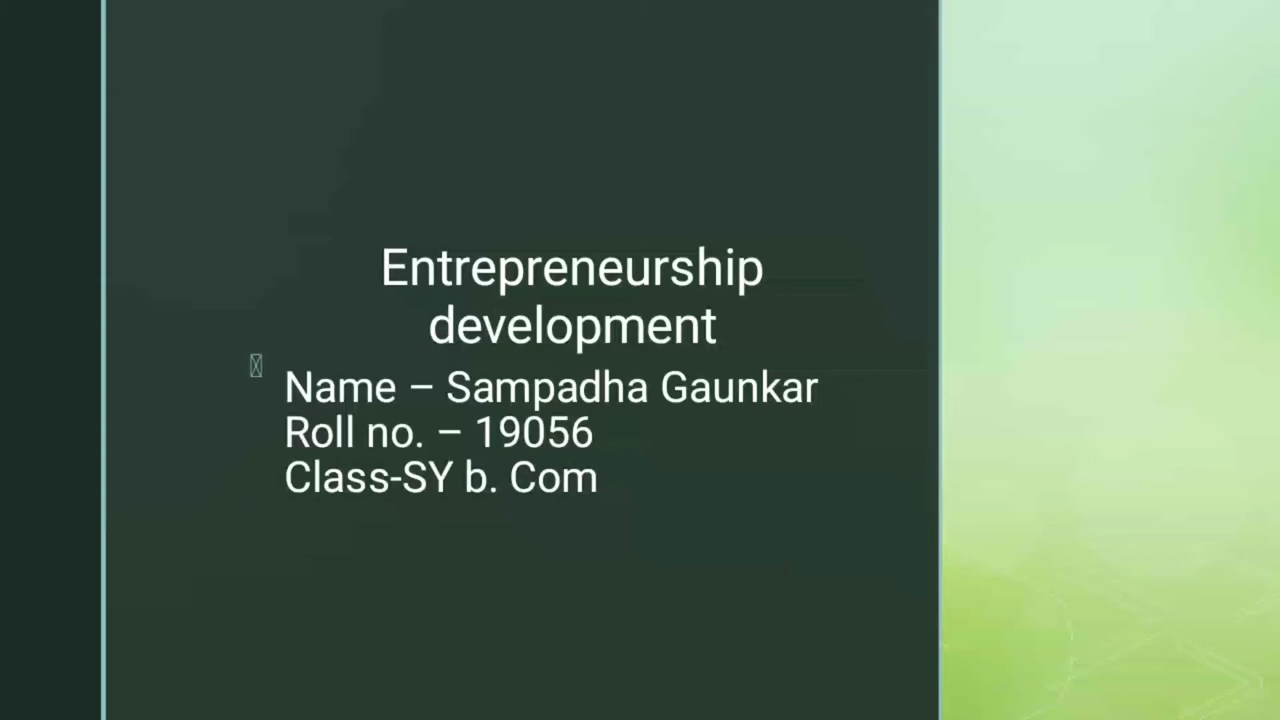 Entrepreneurship
development
Name – Sampadha Gaunkar
Roll no. – 19056
Class-SY b. Com